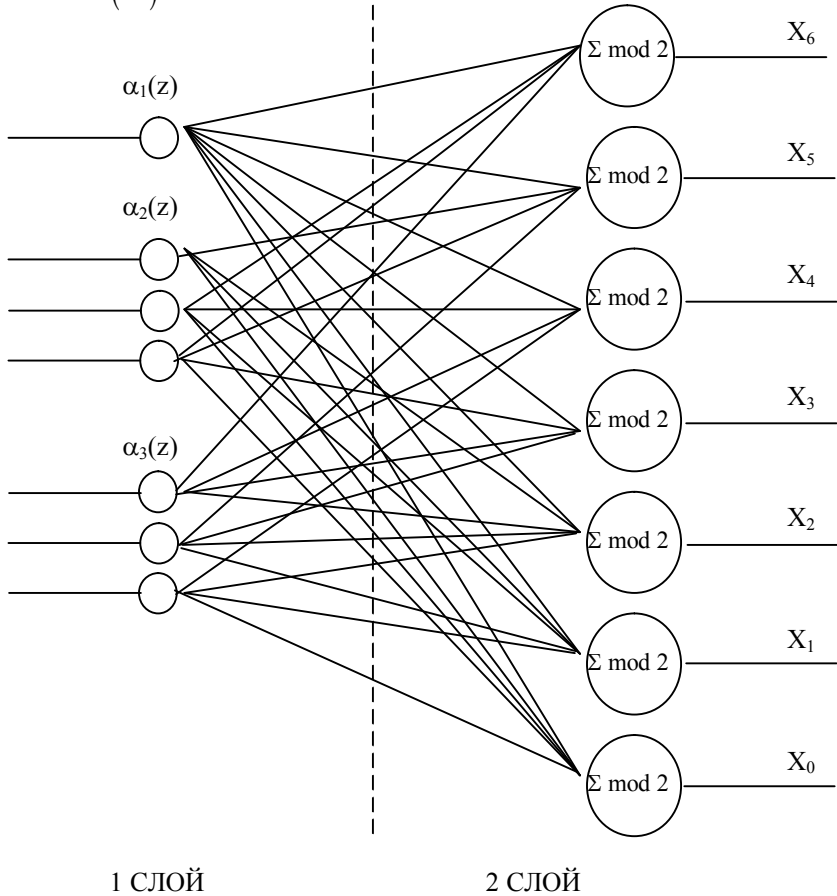 Σ mod 2
X₆
α₁(z)
Σ mod 2
X₅
α₂(z)
Σ mod 2
X₄
Σ mod 2
X₃
α₃(z)
Σ mod 2
X₂
Σ mod 2
X₁
Σ mod 2
X₀
1 СЛОЙ
2 СЛОЙ